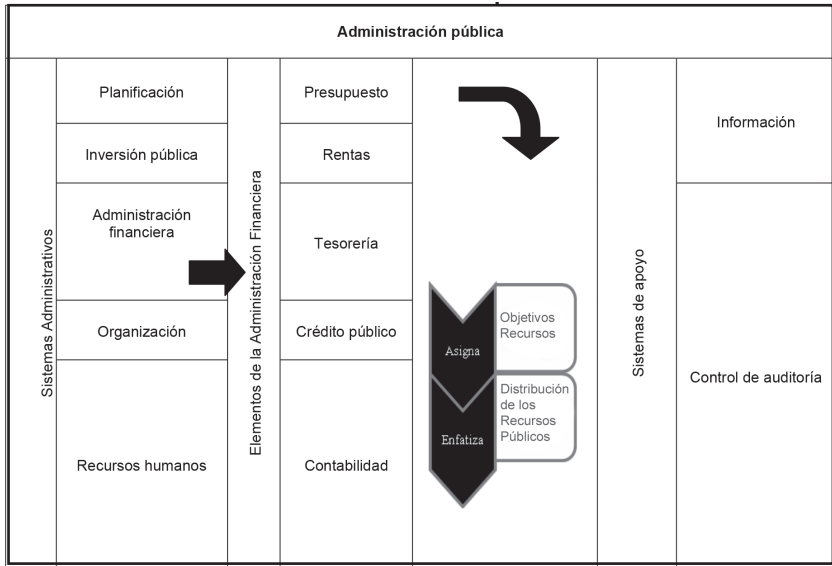 Administración pública
Sistemas Administrativos
Planificación
Inversión pública
Administración
financiera
Organización
Recursos humanos
Elementos de la Administración Financiera
Presupuesto
Rentas
Tesorería
Crédito público
Contabilidad
Asigna
Objetivos
Recursos
Enfatiza
Distribución
de los
Recursos
Públicos
Sistemas de apoyo
Información
Control de auditoría